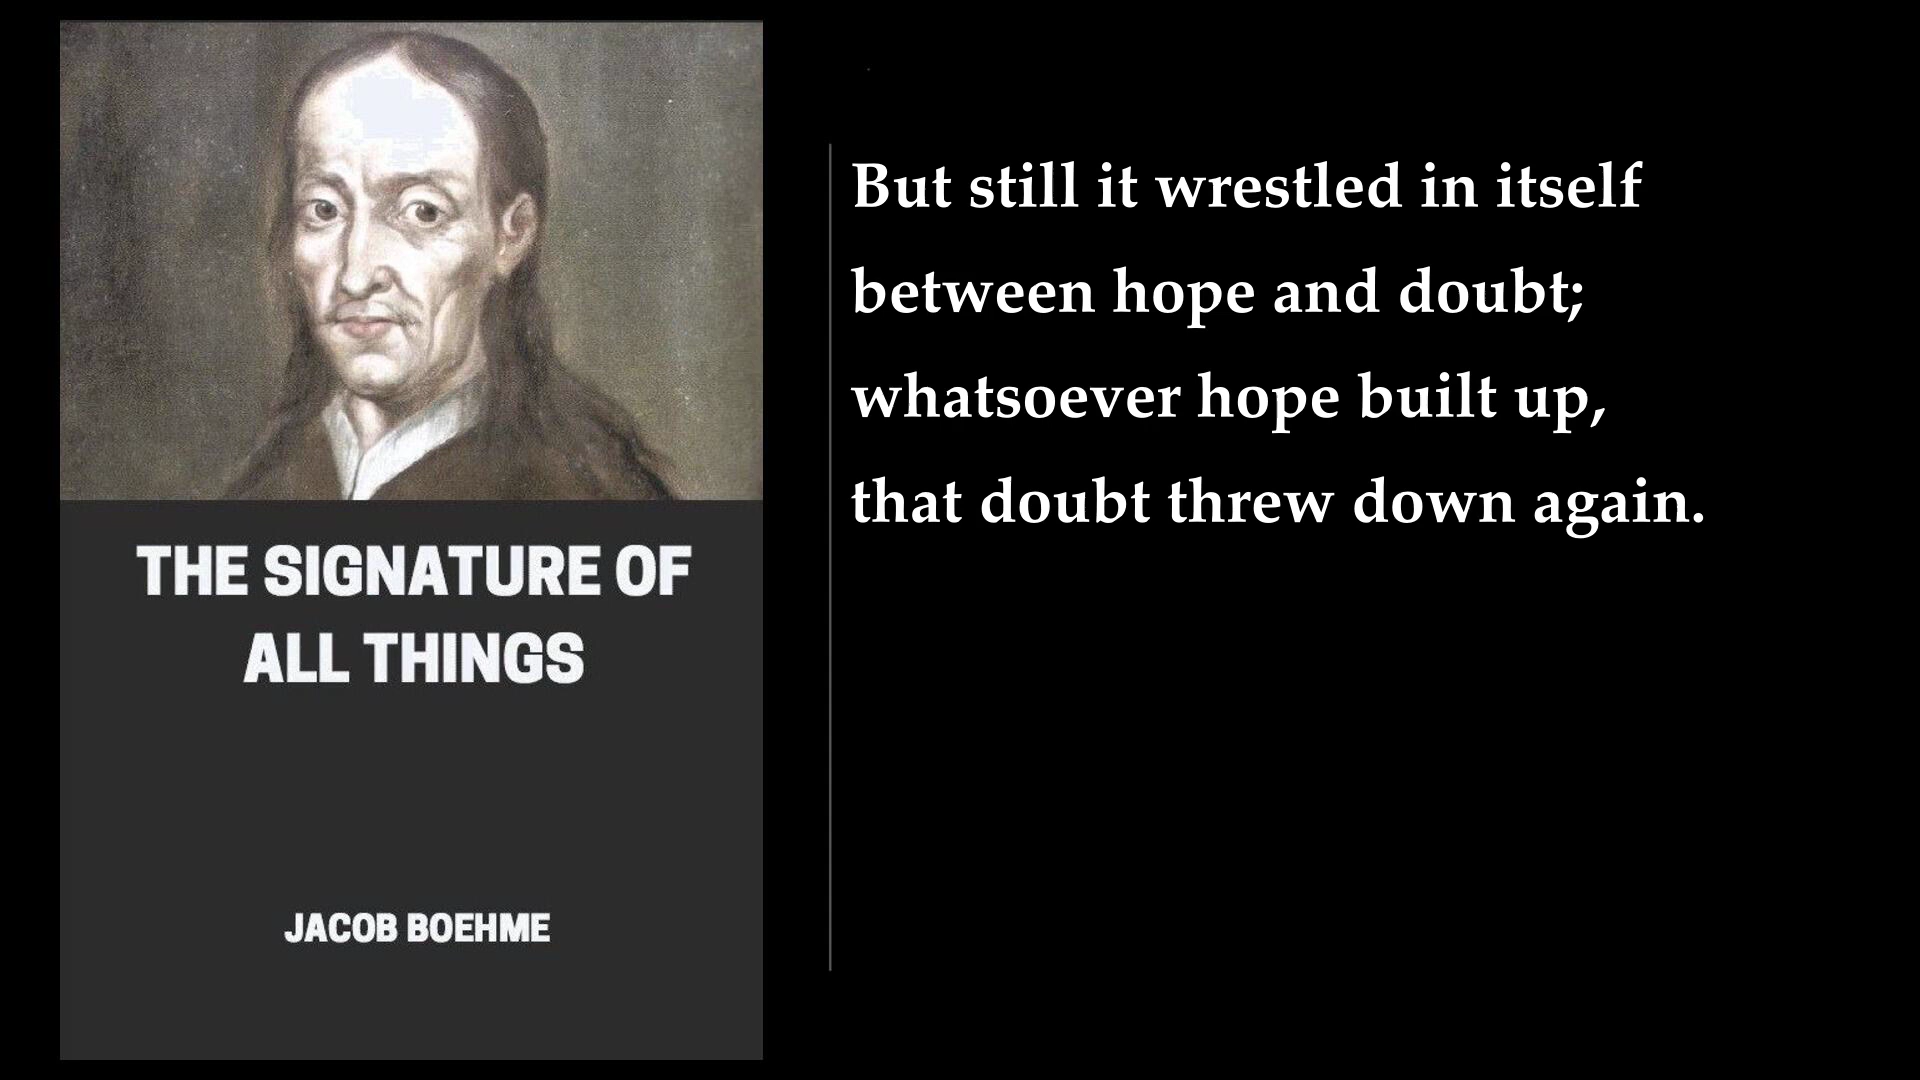 THE SIGNATURE OF
ALL THINGS
JACOB BOEHME
But still it wrestled in itself
between hope and doubt;
whatsoever hope built up,
that doubt threw down again.